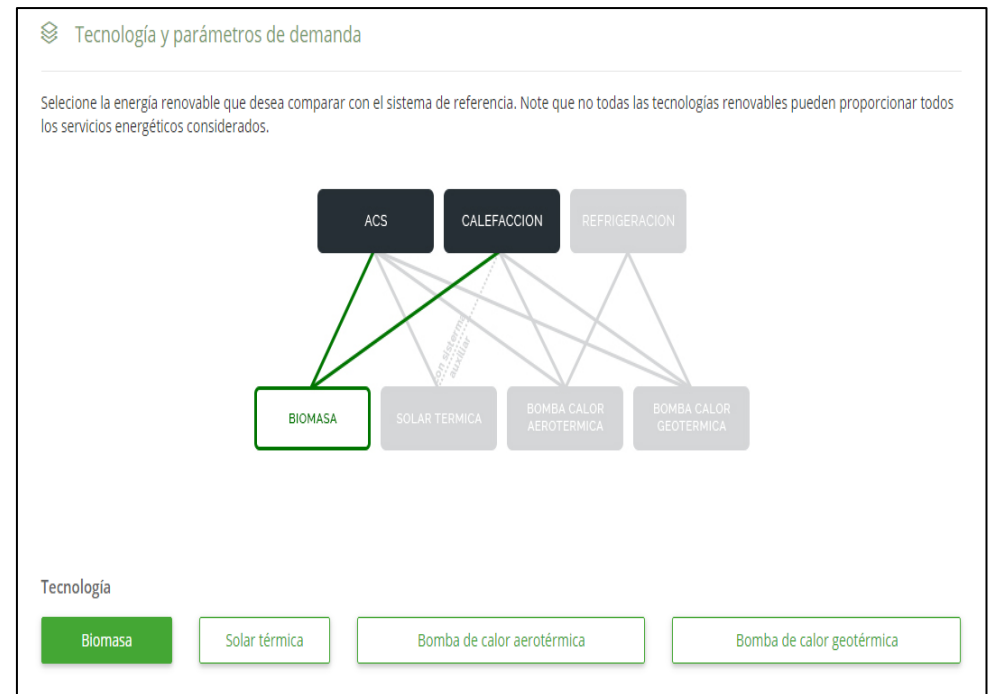 Tecnología y parámetros de demanda
Selecione la energía renovable que desea comparar con el sistema de referencia. Note que no todas las tecnologías renovables pueden proporcionar todos
los servicios energéticos considerados.
ACS
CALEFACCION
REFRIGERACION
on sistema
auxiliar
BIOMASA
SOLAR TERMICA
BOMBA CALOR
AEROTERMICA
BOMBA CALOR
GEOTERMICA
Tecnología
Biomasa
Solar térmica
Bomba de calor aerotérmica
Bomba de calor geotérmica